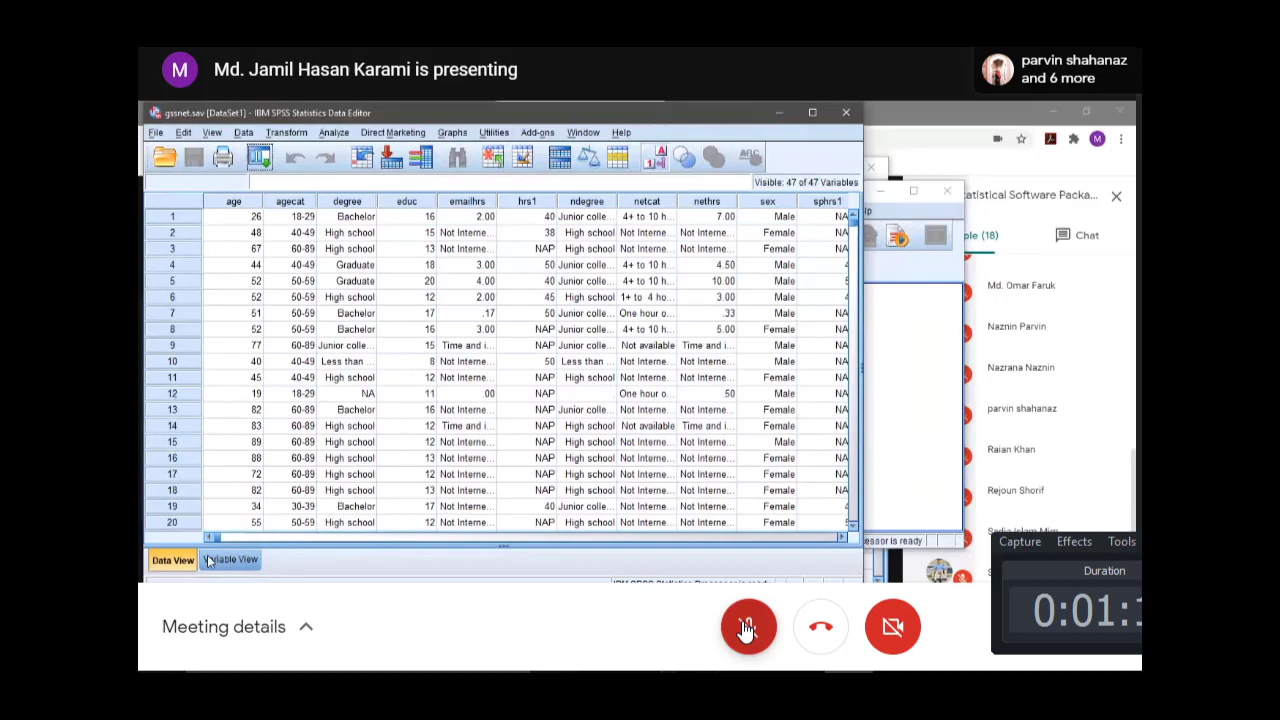 M Md. Jamil Hasan Karami is presenting
parvin shahanaz
and 6 more
gssnet.sav [DataSet1] - IBM SPSS Statistics Data Editor
File Edit View Data Transform Analyze Direct Marketing Graphs Utilities Add-ons Window Help
Visible: 47 of 47 Variables
age agecat degree educ emailhrs hrs1 ndegree netcat nethrs sex sphrs1
1 26 18-29 Bachelor 16 2.00 40 Junior colle... 4+ to 10 h... 7.00 Male NA
2 48 40-49 High school 15 Not Interne... 38 High school Not Interne... Not Interne... Female NA
3 67 60-89 High school 13 Not Interne... NAP High school Not Interne... Not Interne... Male NA
4 44 40-49 Graduate 18 3.00 50 Junior colle... 4+ to 10 h... 4.50 Male 4
5 52 50-59 Graduate 20 4.00 40 Junior colle... 4+ to 10 h... 10.00 Male 5
6 52 50-59 High school 12 2.00 45 High school 1+ to 4 ho... 3.00 Male 4
7 51 50-59 Bachelor 17 .17 50 Junior colle... One hour o... .33 Male NA
8 52 50-59 Bachelor 16 3.00 NAP Junior colle... 4+ to 10 h... 5.00 Female NA
9 77 60-89 Junior colle... 15 Time and i... NAP Junior colle... Not available Time and i... Male NA
10 40 40-49 Less than ... 8 Not Interne... 50 Less than ... Not Interne... Not Interne... Male NA
11 45 40-49 High school 12 Not Interne... NAP High school Not Interne... Not Interne... Female NA
12 19 18-29 NA 11 .00 NAP . One hour o... .50 Male NA
13 82 60-89 Bachelor 16 Not Interne... NAP Junior colle... Not Interne... Not Interne... Female NA
14 83 60-89 High school 12 Time and i... NAP High school Not available Time and i... Female NA
15 89 60-89 High school 12 Not Interne... NAP High school Not Interne... Not Interne... Male NA
16 88 60-89 High school 13 Not Interne... NAP High school Not Interne... Not Interne... Female NA
17 72 60-89 High school 12 Not Interne... NAP High school Not Interne... Not Interne... Female NA
18 82 60-89 High school 13 Not Interne... NAP High school Not Interne... Not Interne... Female NA
19 34 30-39 Bachelor 17 Not Interne... 40 Junior colle... Not Interne... Not Interne... Female 4
20 55 50-59 High school 12 Not Interne... NAP High school Not Interne... Not Interne... Female 5
Data View Variable View
lp
essor is ready
M
tatistical Software Packa...
ple (18) Chat
Md. Omar Faruk
Naznin Parvin
Nazrana Naznin
parvin shahanaz
Raian Khan
Rejoun Shorif
Capture Effects Tools
Duration
0:01:1
Meeting details